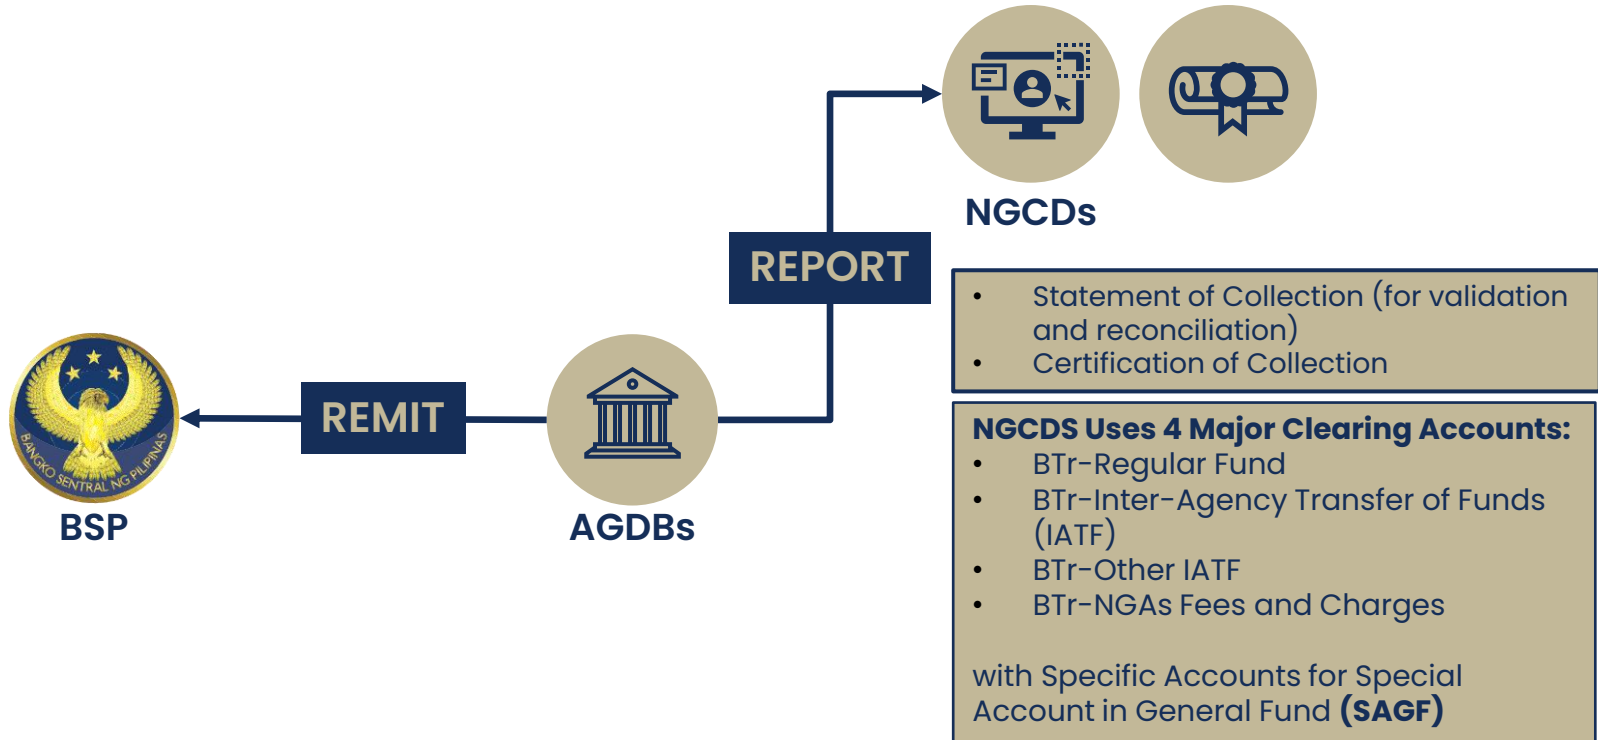 NGCDs
REPORT
• Statement of Collection (for validation
and reconciliation)
• Certification of Collection
REMIT
BANGKO SENTRAL NG PILIPINAS
BSP
AGDBs
NGCDS Uses 4 Major Clearing Accounts:
• BTr-Regular Fund
• BTr-Inter-Agency Transfer of Funds
(IATF)
• BTr-Other IATF
• BTr-NGAs Fees and Charges
with Specific Accounts for Special
Account in General Fund (SAGF)